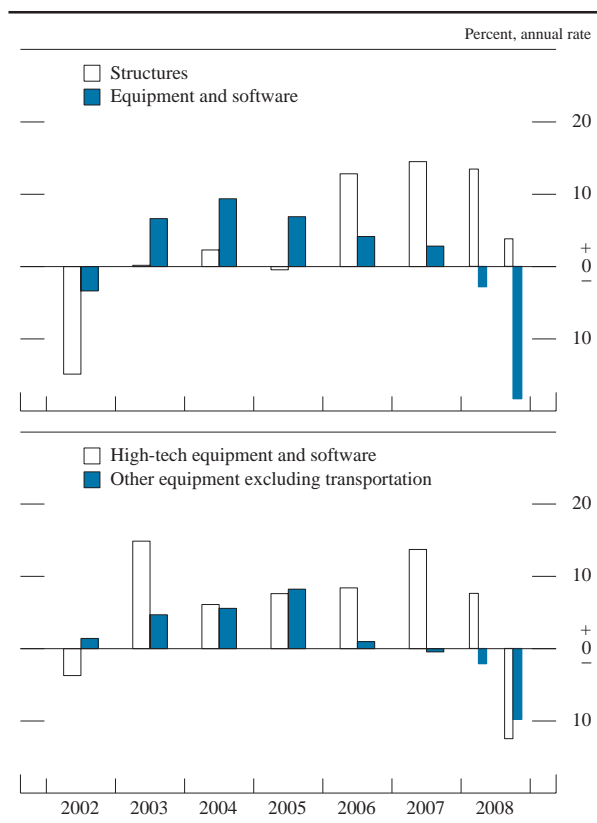 Percent, annual rate
Structures
Equipment and software
20
10
+
0
−
10
High-tech equipment and software
Other equipment excluding transportation
20
10
+
0
−
10
2002 2003 2004 2005 2006 2007 2008